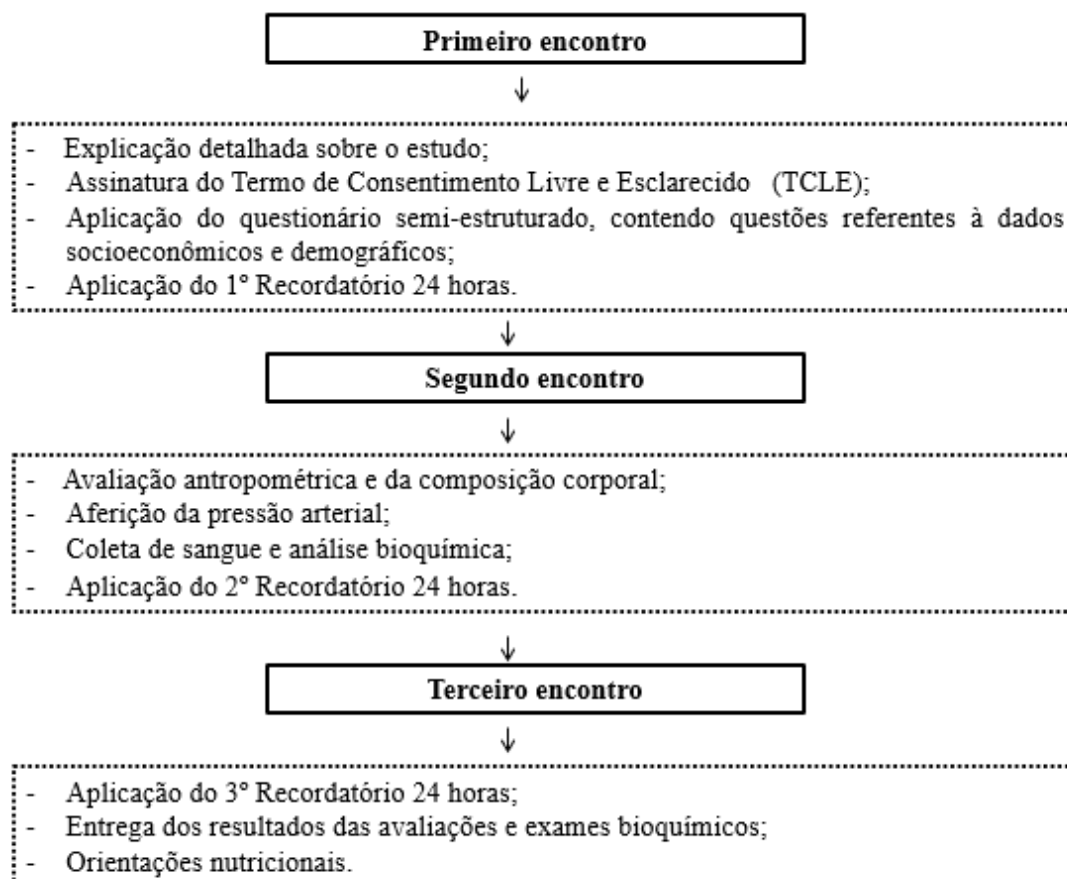 Primeiro encontro
- Explicação detalhada sobre o estudo;
- Assinatura do Termo de Consentimento Livre e Esclarecido (TCLE);
- Aplicação do questionário semi-estruturado, contendo questões referentes à dados
socioeconômicos e demográficos;
- Aplicação do 1º Recordatório 24 horas.
Segundo encontro
- Avaliação antropométrica e da composição corporal;
- Aferição da pressão arterial;
- Coleta de sangue e análise bioquímica;
- Aplicação do 2º Recordatório 24 horas.
Terceiro encontro
- Aplicação do 3º Recordatório 24 horas;
- Entrega dos resultados das avaliações e exames bioquímicos;
- Orientações nutricionais.